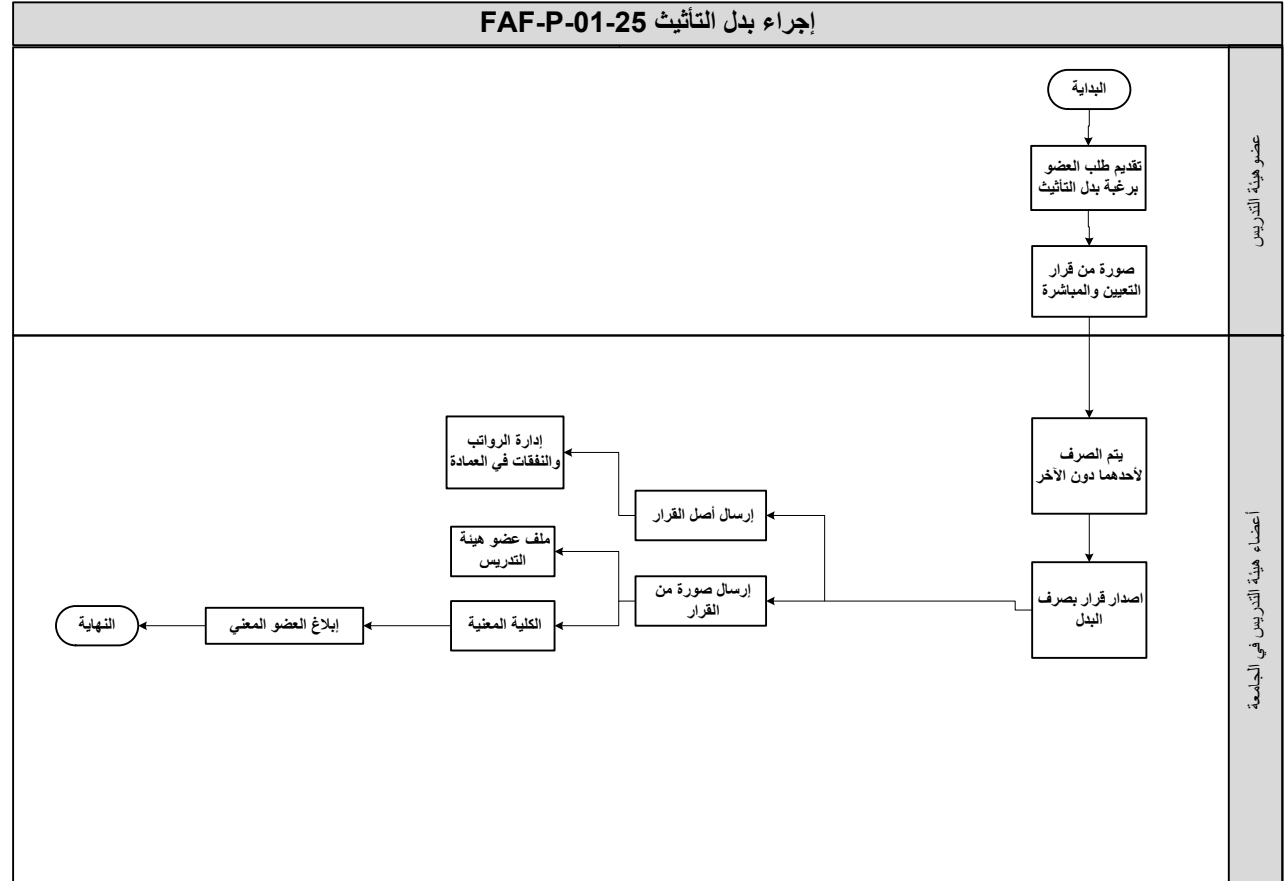 إجراء بدل التأثيث FAF-P-01-25
عضو هيئة التدريس
البداية
تقديم طلب العضو
برغبة بدل التأثيث
صورة من قرار
التعيين والمباشرة
أعضاء هيئة التدريس في الجامعة
يتم الصرف
لأحدهما دون الآخر
اصدار قرار بصرف
البدل
إرسال أصل القرار
إدارة الرواتب
والنفقات في العمادة
إرسال صورة من
القرار
ملف عضو هيئة
التدريس
الكلية المعنية
إبلاغ العضو المعني
النهاية